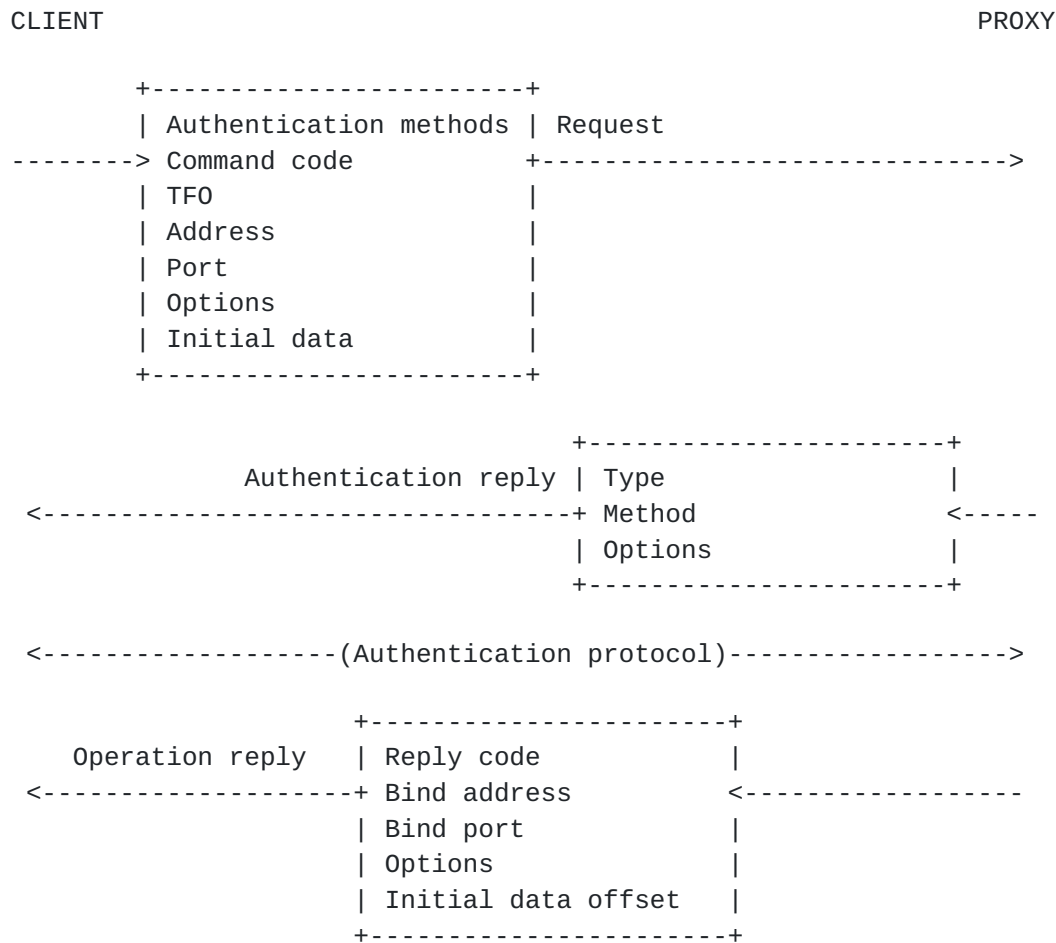 CLIENT PROXY
Authentication methods Request
Command code
TFO
Address
Port
Options
Initial data
Authentication reply Type
Method
Options
(Authentication protocol)
Operation reply Reply code
Bind address
Bind port
Options
Initial data offset